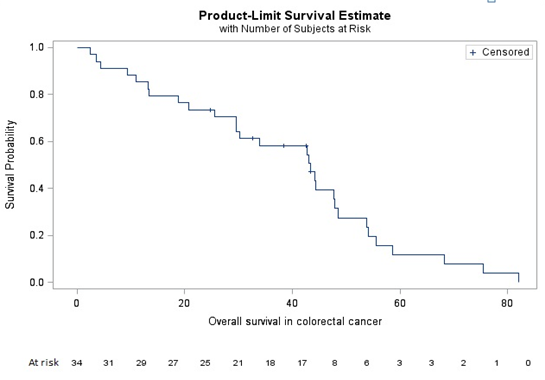 Product-Limit Survival Estimate
with Number of Subjects at Risk
+ Censored
1.0
0.8
0.6
0.4
0.2
0.0
Survival Probability
0 20 40 60 80
Overall survival in colorectal cancer
At risk 34 31 29 27 25 21 18 17 8 6 3 3 2 1 0